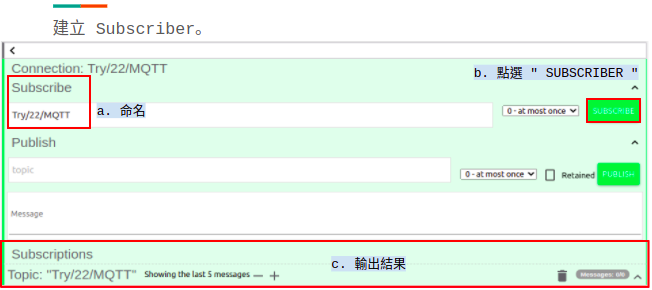 建立 Subscriber。
Connection: Try/22/MQTT
b. 點選 " SUBSCRIBER "
Subscribe
Try/22/MQTT
a. 命名
0 - at most once
SUBSCRIBE
Publish
topic
0 - at most once
Retained
PUBLISH
Message
Subscriptions
c. 輸出結果
Topic: "Try/22/MQTT" Showing the last 5 messages — +
Messages: 0/0